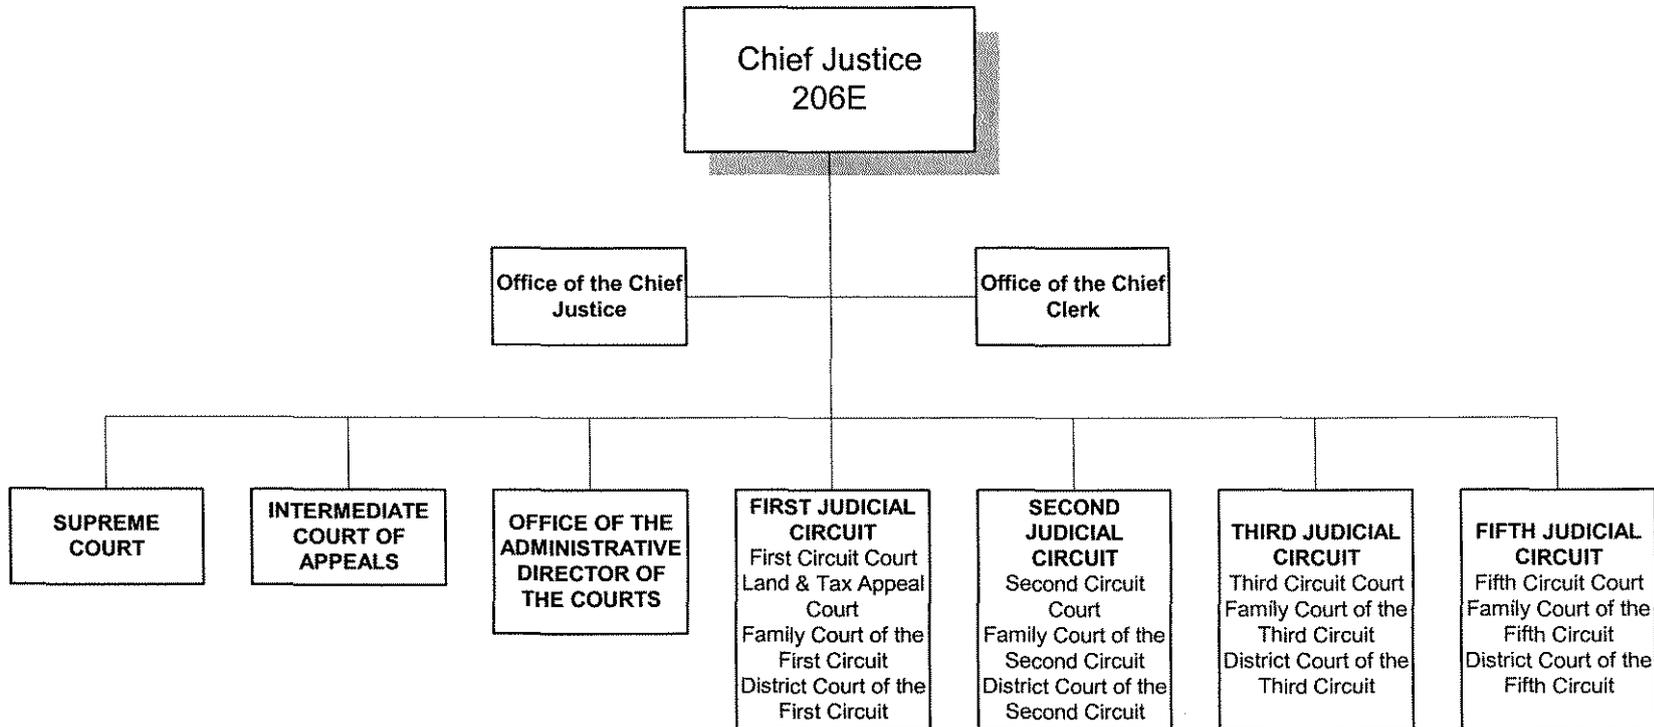 Chief Justice
206E
Office of the Chief
Justice
Office of the Chief
Clerk
SUPREME
COURT
INTERMEDIATE
COURT OF
APPEALS
OFFICE OF THE
ADMINISTRATIVE
DIRECTOR OF
THE COURTS
FIRST JUDICIAL
CIRCUIT
First Circuit Court
Land & Tax Appeal
Court
Family Court of the
First Circuit
District Court of the
First Circuit
SECOND
JUDICIAL
CIRCUIT
Second Circuit
Court
Family Court of the
Second Circuit
District Court of the
Second Circuit
THIRD JUDICIAL
CIRCUIT
Third Circuit Court
Family Court of the
Third Circuit
District Court of the
Third Circuit
FIFTH JUDICIAL
CIRCUIT
Fifth Circuit Court
Family Court of the
Fifth Circuit
District Court of the
Fifth Circuit